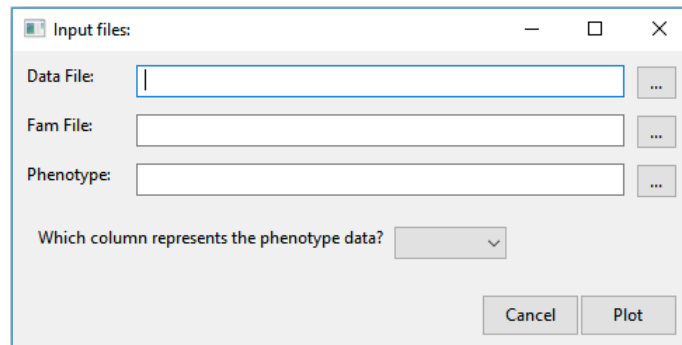 Input files:
Data File:
...
Fam File:
...
Phenotype:
...
Which column represents the phenotype data?
Cancel Plot